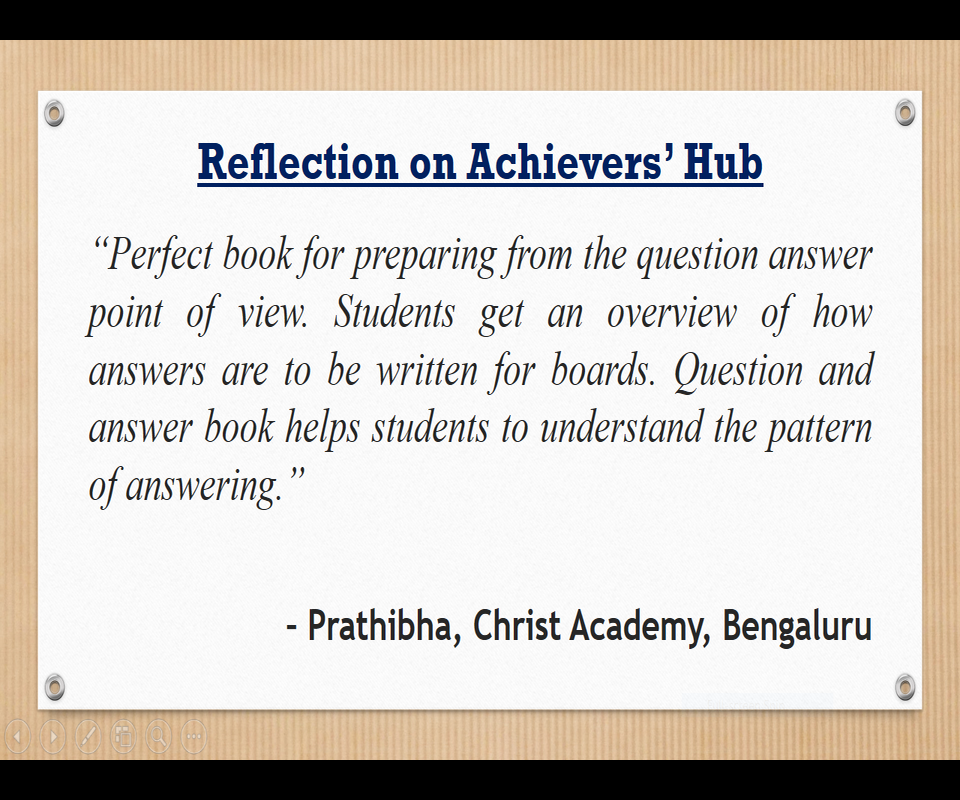 Reflection on Achievers’ Hub
“Perfect book for preparing from the question answer
point of view. Students get an overview of how
answers are to be written for boards. Question and
answer book helps students to understand the pattern
of answering.”
- Prathibha, Christ Academy, Bengaluru